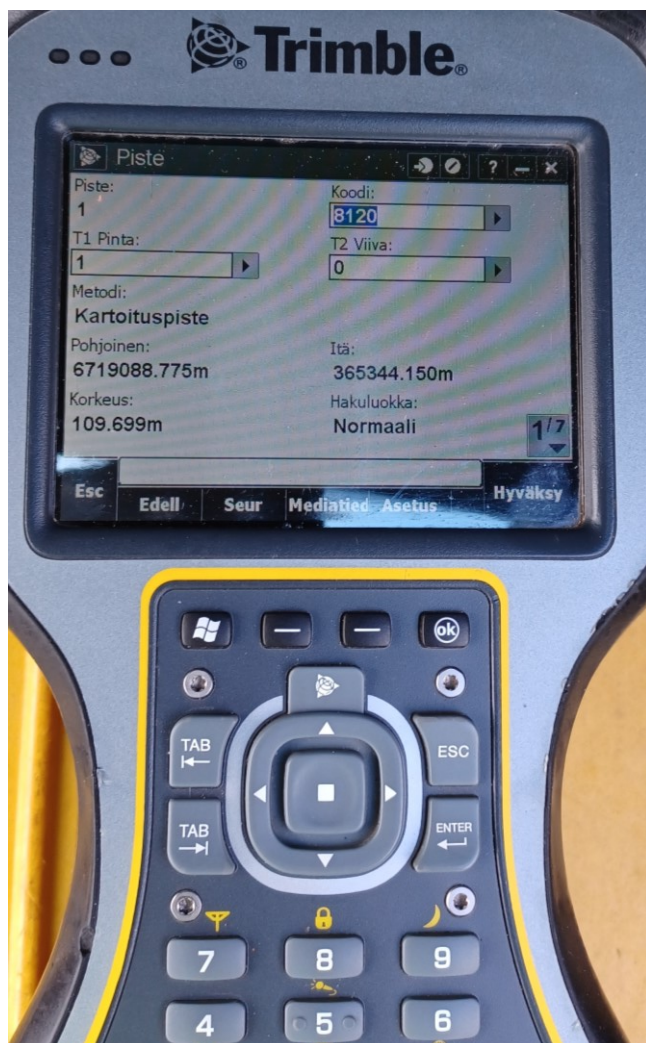 Trimble®
Piste
? – ×
Piste:
1
Koodi:
8120
T1 Pinta:
1
T2 Viiva:
0
Metodi:
Kartoituspiste
Pohjoinen:
6719088.775m
Itä:
365344.150m
Korkeus:
109.699m
Hakuluokka:
Normaali
1/7
Esc
Edell
Seur
Mediatied
Asetus
Hyväksy
ok
TAB
ESC
TAB
ENTER
7
8
9
4
5
6